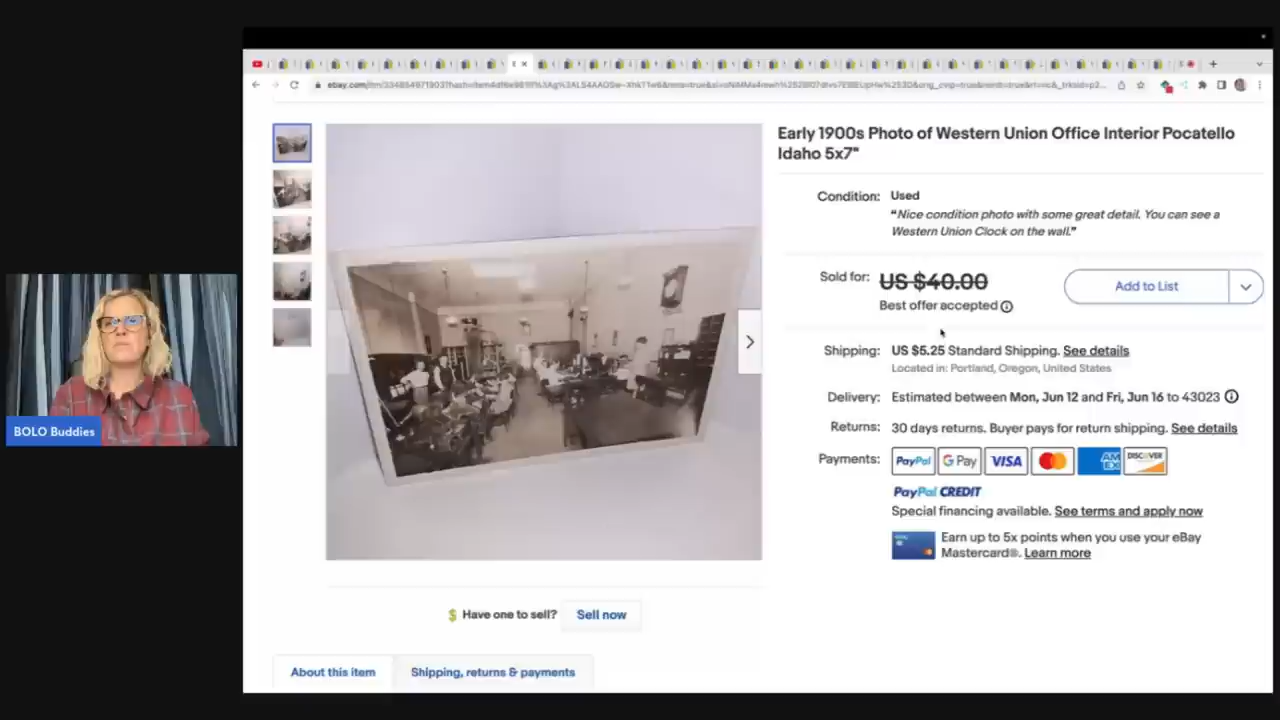 Early 1900s Photo of Western Union Office Interior Pocatello
Idaho 5x7"
Condition: Used
"Nice condition photo with some great detail. You can see a
Western Union Clock on the wall."
Sold for: US $40.00
Best offer accepted
Add to List
Shipping: US $5.25 Standard Shipping. See details
Located in: Portland, Oregon, United States
Delivery: Estimated between Mon, Jun 12 and Fri, Jun 16 to 43023
Returns: 30 days returns. Buyer pays for return shipping. See details
Payments: PayPal G Pay VISA MasterCard AM EX DISCOVER
PayPal CREDIT
Special financing available. See terms and apply now
Earn up to 5x points when you use your eBay
Mastercard®. Learn more
BOLO Buddies
Have one to sell? Sell now
About this item
Shipping, returns & payments